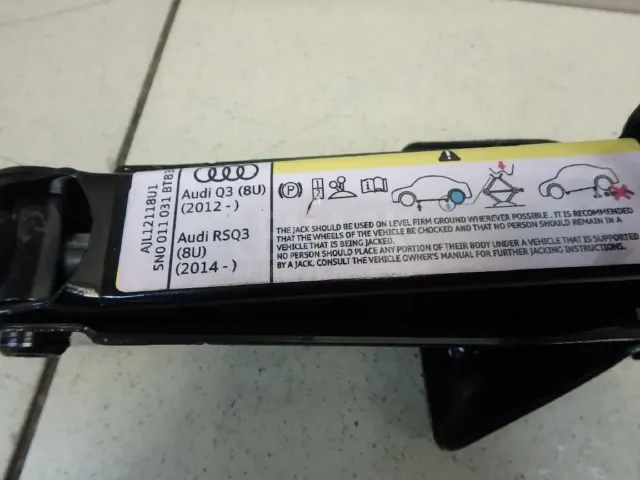 AJL12118U1
5N0 011 031 BT83
Audi Q3 (8U)
(2012 - )
Audi RSQ3
(8U)
(2014 - )
THE JACK SHOULD BE USED ON LEVEL FIRM GROUND WHEREVER POSSIBLE . IT IS RECOMMENDED
THAT THE WHEELS OF THE VEHICLE BE CHOCKED AND THAT NO PERSON SHOULD REMAIN IN A
VEHICLE THAT IS BEING JACKED.
NO PERSON SHOULD PLACE ANY PORTION OF THEIR BODY UNDER A VEHICLE THAT IS SUPPORTED
BY A JACK. CONSULT THE VEHICLE OWNER'S MANUAL FOR FURTHER JACKING INSTRUCTIONS.